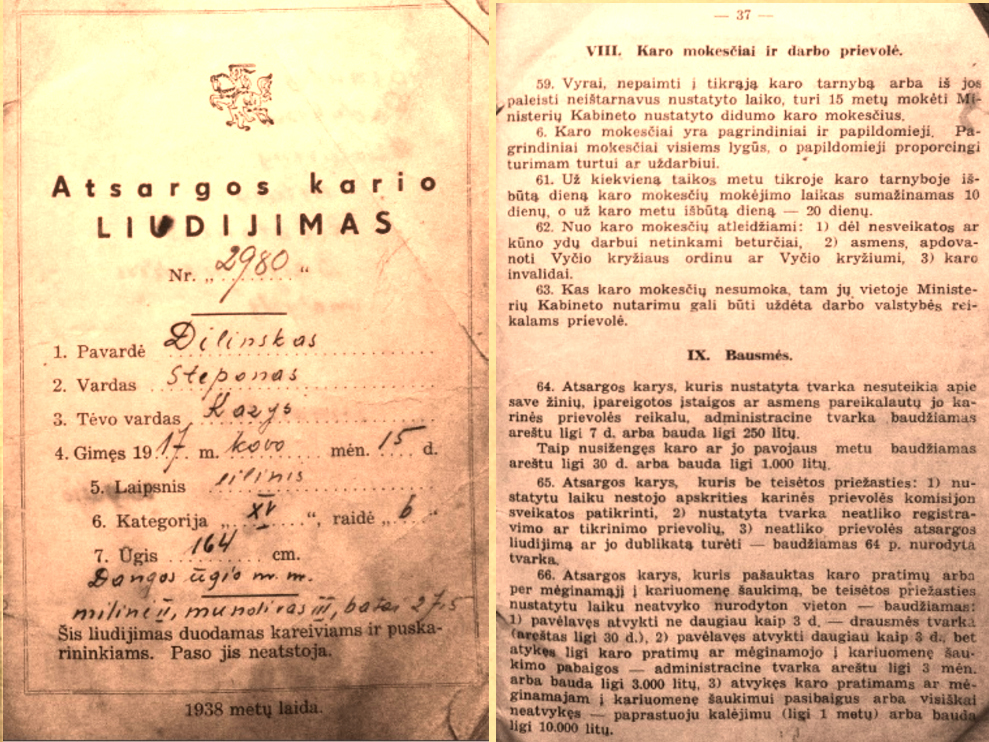 Atsargos kario
LIUDIJIMAS
Nr. „2980“
1. Pavardė Dilinskas
2. Vardas Steponas
3. Tėvo vardas Kazys
4. Gimęs 1917 m. kovo mėn. 15 d.
5. Laipsnis eilinis
6. Kategorija „XV“, raidė „b“
7. Ūgis 164 cm.
Dangos ūgio m. m.
milinė II, mundiras III, batai 27,5
Šis liudijimas duodamas kareiviams ir puska-
rininkiams. Paso jis neatstoja.
1938 metų laida.
— 37 —
VIII. Karo mokesčiai ir darbo prievolė.
59. Vyrai, nepaimti į tikrąją karo tarnybą arba iš jos
paleisti neištarnavus nustatyto laiko, turi 15 metų mokėti Mi-
nisterių Kabineto nustatyto didumo karo mokesčius.
6. Karo mokesčiai yra pagrindiniai ir papildomieji. Pa-
grindiniai mokesčiai visiems lygūs, o papildomieji proporcingi
turimam turtui ar uždarbiui.
61. Už kiekvieną taikos metu tikroje karo tarnyboje iš-
būtą dieną karo mokesčių mokėjimo laikas sumažinamas 10
dienų, o už karo metu išbūtą dieną — 20 dienų.
62. Nuo karo mokesčių atleidžiami: 1) dėl nesveikatos ar
kūno ydų darbui netinkami beturčiai, 2) asmens, apdova-
noti Vyčio kryžiaus ordinu ar Vyčio kryžiumi, 3) karo
invalidai.
63. Kas karo mokesčių nesumoka, tam jų vietoje Ministe-
rių Kabineto nutarimu gali būti uždėta darbo valstybės rei-
kalams prievolė.
IX. Bausmės.
64. Atsargos karys, kuris nustatyta tvarka nesuteikia apie
save žinių, įpareigotos įstaigos ar asmens pareikalautų jo ka-
rinės prievolės reikalu, administracine tvarka baudžiamas
areštu ligi 7 d. arba bauda ligi 250 litų.
Taip nusižengęs karo ar jo pavojaus metu baudžiamas
areštu ligi 30 d. arba bauda ligi 1.000 litų.
65. Atsargos karys, kuris be teisėtos priežasties: 1) nu-
statytu laiku nestojo apskrities karinės prievolės komisijon
sveikatos patikrinti, 2) nustatyta tvarka neatliko registra-
vimo ar tikrinimo prievolių, 3) neatliko prievolės atsargos
liudijimą ar jo dublikatą turėti — baudžiamas 64 p. nurodyta
tvarka.
66. Atsargos karys, kuris pašauktas karo pratimų arba
per mėginamąjį į kariuomenę šaukimą, be teisėtos priežasties
nustatytu laiku neatvyko nurodyton vieton — baudžiamas:
1) pavėlavęs atvykti ne daugiau kaip 3 d. — drausmės tvarka
(areštas ligi 30 d.), 2) pavėlavęs atvykti daugiau kaip 3 d., bet
atykęs ligi karo pratimų ar mėginamojo į kariuomenę šau-
kimo pabaigos — administracine tvarka areštu ligi 3 mėn.
arba bauda ligi 3.000 litų, 3) atvykęs karo pratimams ar mė-
ginamajam į kariuomenę šaukimui pasibaigus arba visiškai
neatvykęs — paprastuoju kalėjimu (ligi 1 metų) arba bauda
ligi 10.000 litų.